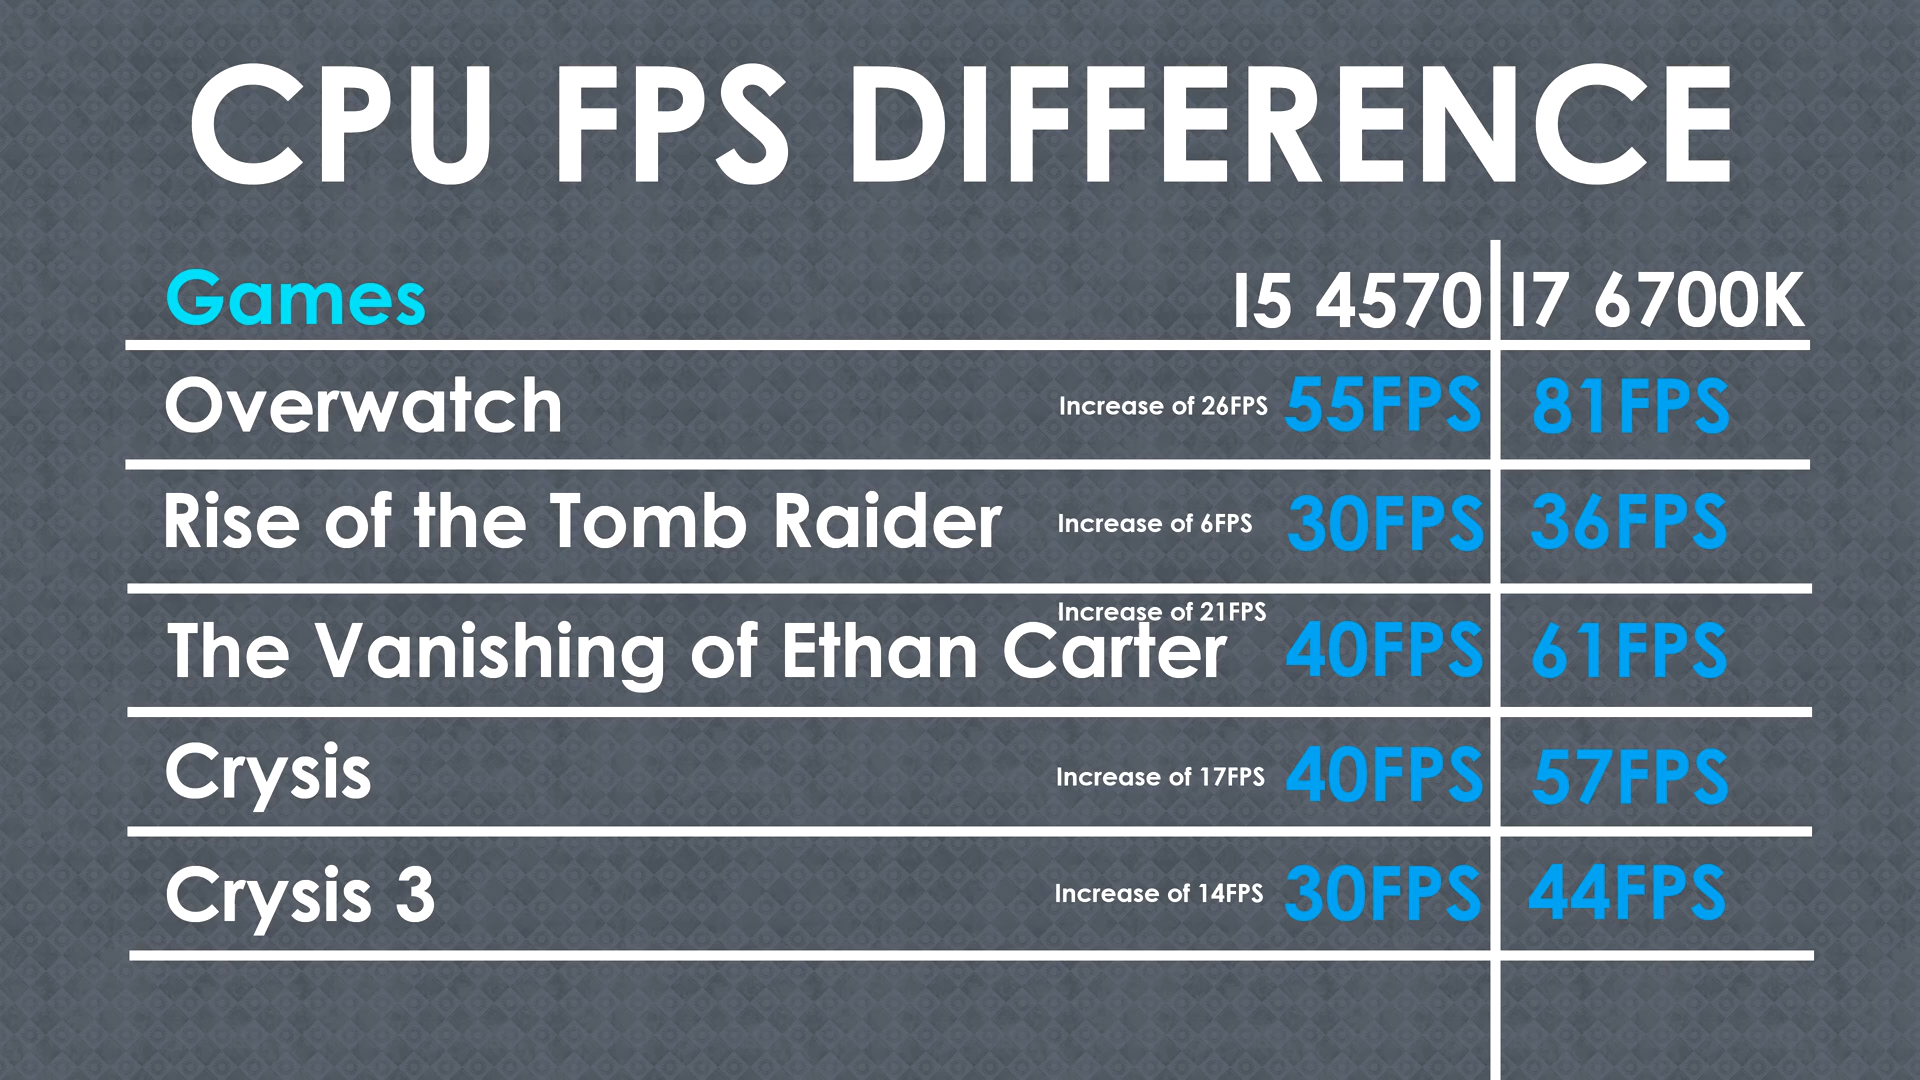 CPU FPS DIFFERENCE
Games I5 4570 I7 6700K
Overwatch Increase of 26FPS 55FPS 81FPS
Rise of the Tomb Raider Increase of 6FPS 30FPS 36FPS
Increase of 21FPS
The Vanishing of Ethan Carter 40FPS 61FPS
Crysis Increase of 17FPS 40FPS 57FPS
Crysis 3 Increase of 14FPS 30FPS 44FPS